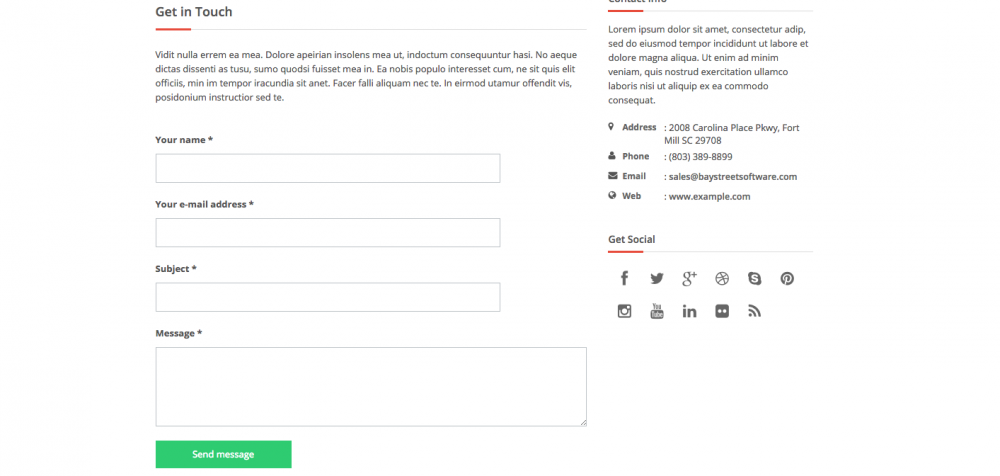 Get in Touch
Vidit nulla errem ea mea. Dolore apeirian insolens mea ut, indoctum consequuntur hasi. No aeque
dictas dissenti as tusu, sumo quodsi fuisset mea in. Ea nobis populo interesset cum, ne sit quis elit
officiis, min im tempor iracundia sit anet. Facer falli aliquam nec te. In eirmod utamur offendit vis,
posidonium instructior sed te.
Your name *
Your e-mail address *
Subject *
Message *
Send message
Contact Info
Lorem ipsum dolor sit amet, consectetur adip,
sed do eiusmod tempor incididunt ut labore et
dolore magna aliqua. Ut enim ad minim
veniam, quis nostrud exercitation ullamco
laboris nisi ut aliquip ex ea commodo
consequat.
Address : 2008 Carolina Place Pkwy, Fort
Mill SC 29708
Phone : (803) 389-8899
Email : sales@baystreetsoftware.com
Web : www.example.com
Get Social
You
Tube